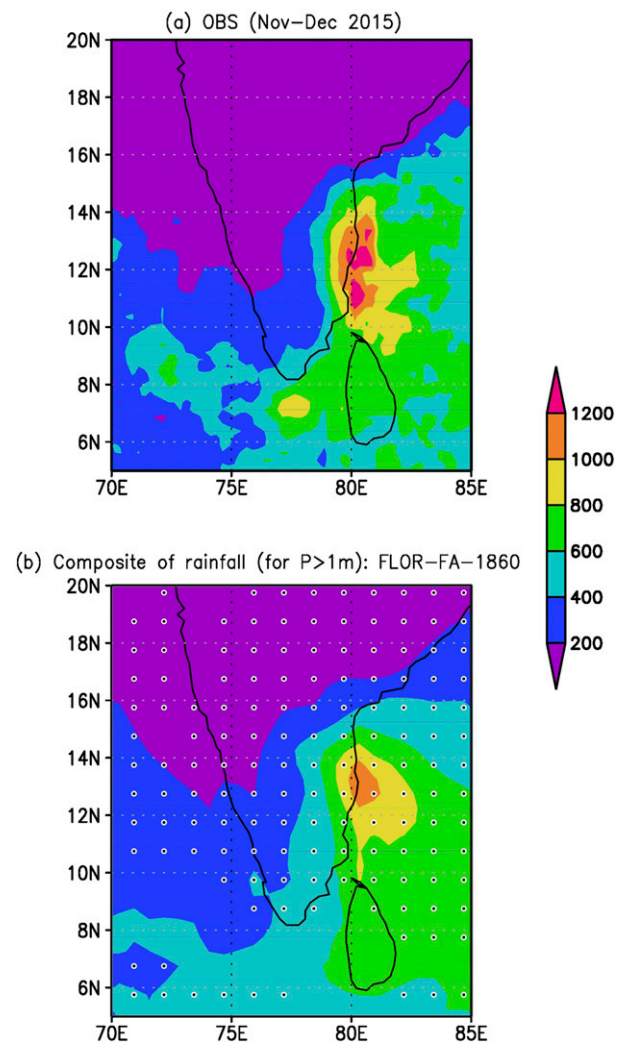 (a) OBS (Nov-Dec 2015)
20N
18N
16N
14N
12N
10N
8N
6N
70E 75E 80E 85E
1200
1000
800
600
400
200
(b) Composite of rainfall (for P>1m): FLOR-FA-1860
20N
18N
16N
14N
12N
10N
8N
6N
70E 75E 80E 85E